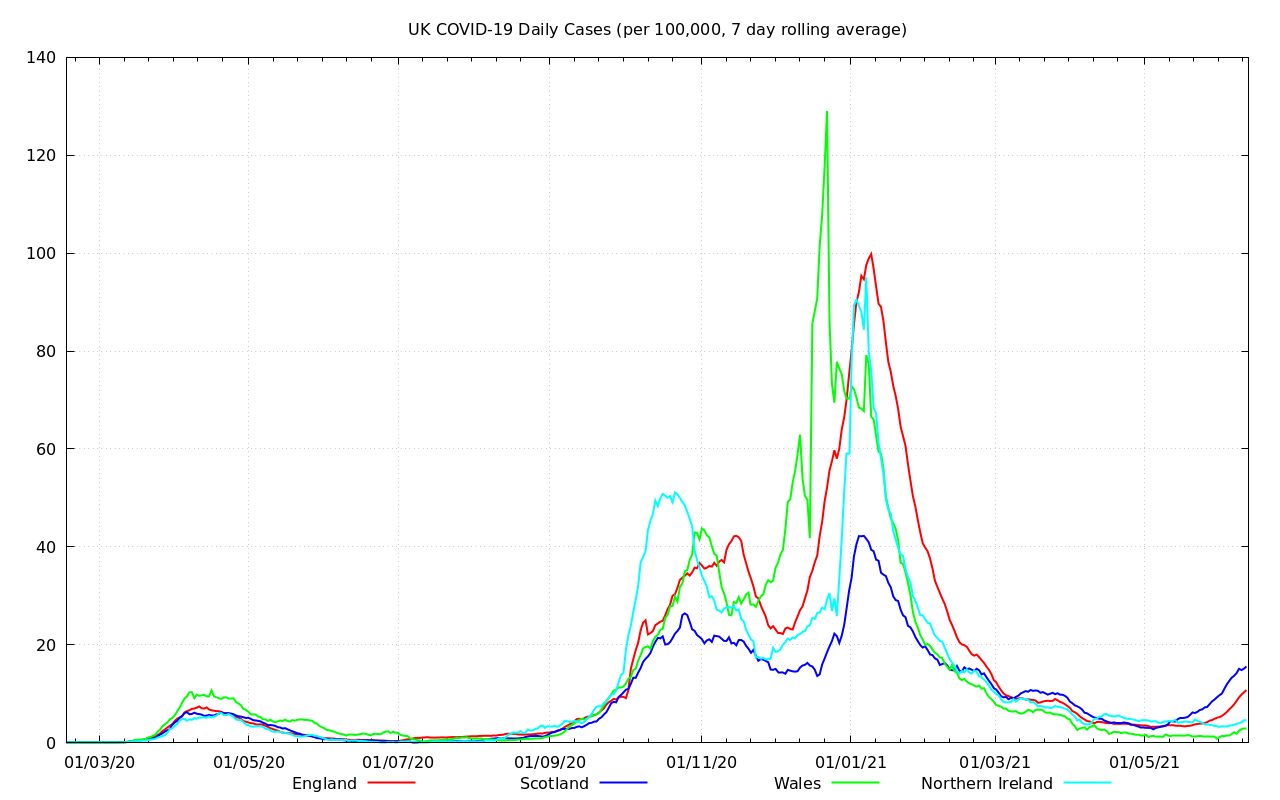 UK COVID-19 Daily Cases (per 100,000, 7 day rolling average)
140
120
100
80
60
40
20
0
01/03/20 01/05/20 01/07/20 01/09/20 01/11/20 01/01/21 01/03/21 01/05/21
England Scotland Wales Northern Ireland